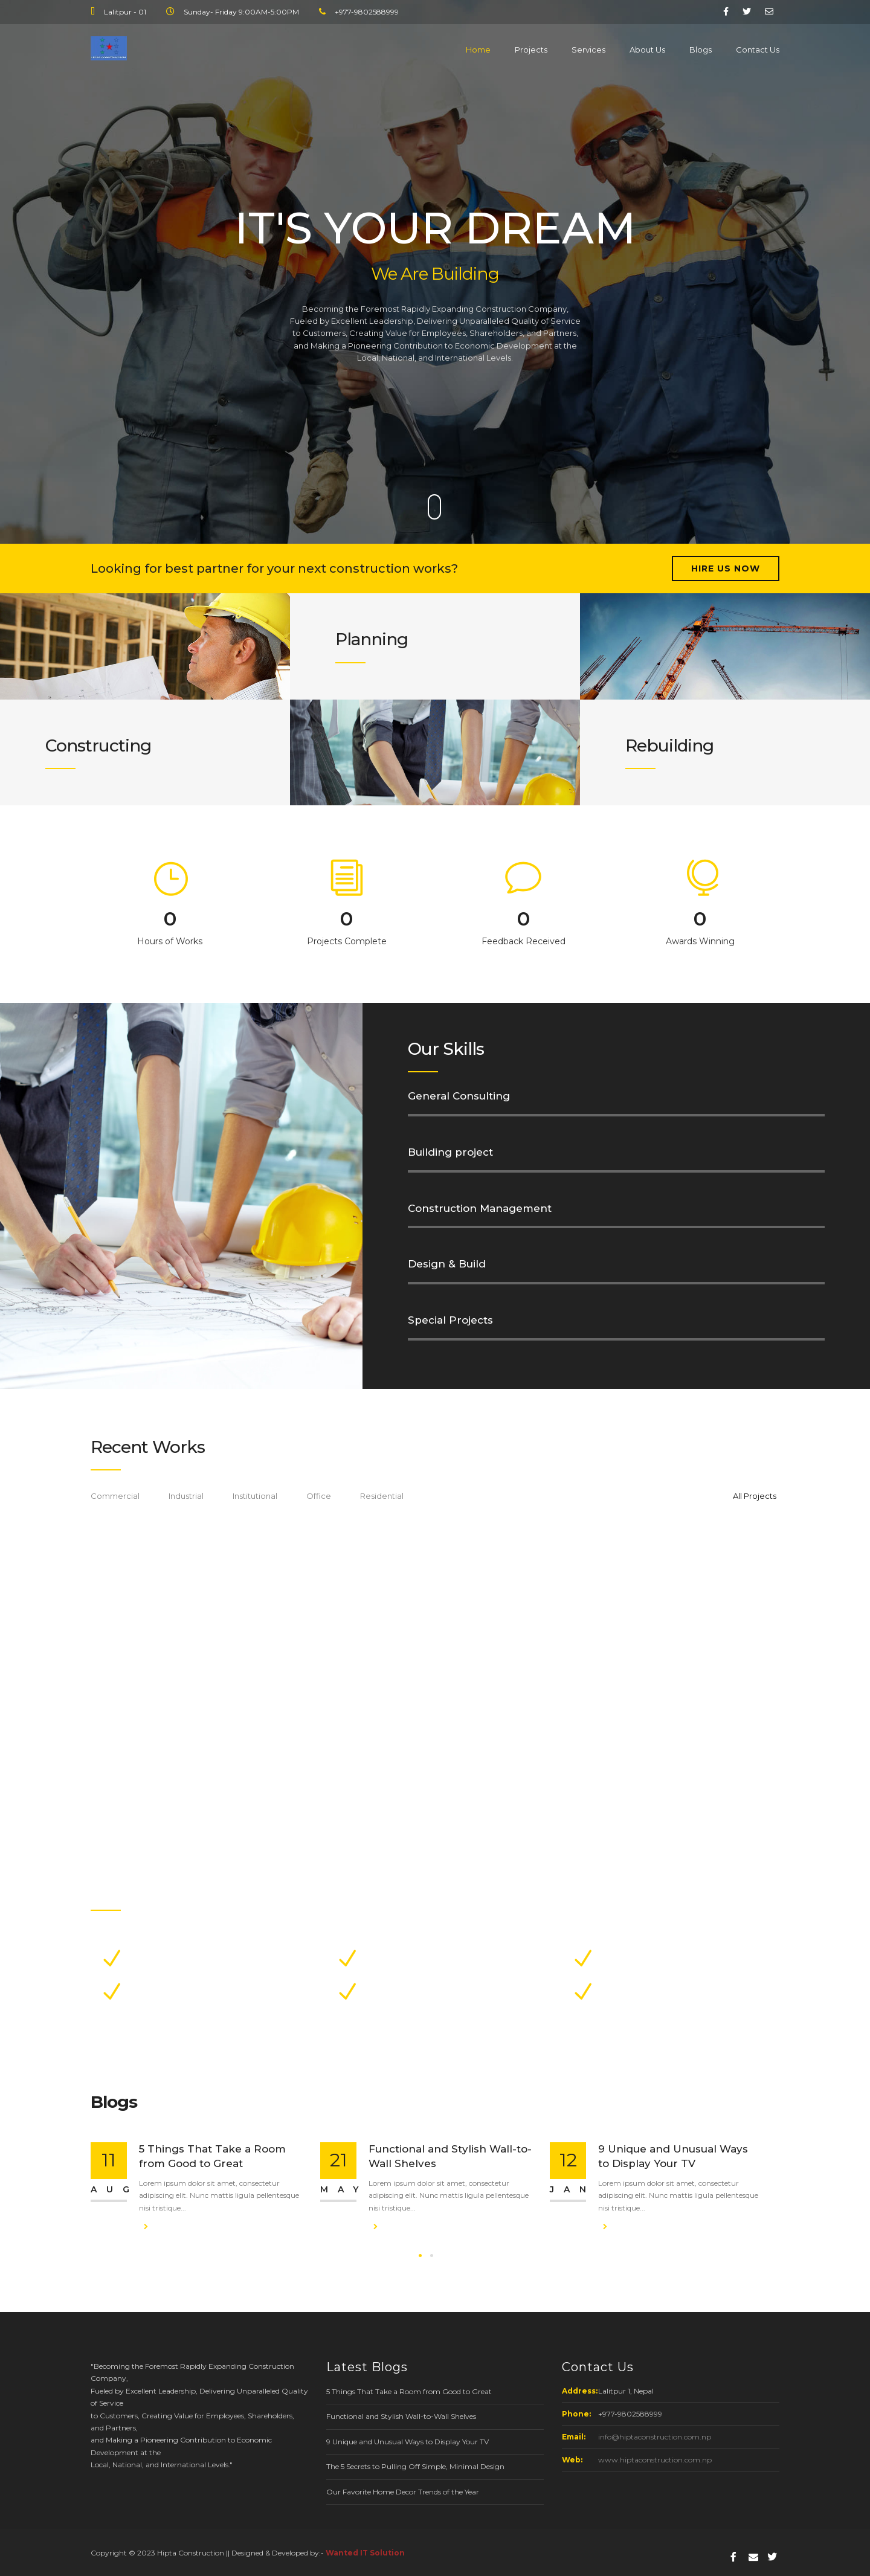 Lalitpur - 01 Sunday- Friday 9:00AM-5:00PM +977-9802588999
Home Projects Services About Us Blogs Contact Us
IT'S YOUR DREAM
We Are Building
Becoming the Foremost Rapidly Expanding Construction Company,
Fueled by Excellent Leadership, Delivering Unparalleled Quality of Service
to Customers, Creating Value for Employees, Shareholders, and Partners,
and Making a Pioneering Contribution to Economic Development at the
Local, National, and International Levels.
Looking for best partner for your next construction works?
HIRE US NOW
Planning
Constructing
Rebuilding
0 0 0 0
Hours of Works Projects Complete Feedback Received Awards Winning
Our Skills
General Consulting
Building project
Construction Management
Design & Build
Special Projects
Recent Works
Commercial Industrial Institutional Office Residential All Projects
Blogs
11
AUG
5 Things That Take a Room
from Good to Great
Lorem ipsum dolor sit amet, consectetur
adipiscing elit. Nunc mattis ligula pellentesque
nisi tristique...
21
MAY
Functional and Stylish Wall-to-
Wall Shelves
Lorem ipsum dolor sit amet, consectetur
adipiscing elit. Nunc mattis ligula pellentesque
nisi tristique...
12
JAN
9 Unique and Unusual Ways
to Display Your TV
Lorem ipsum dolor sit amet, consectetur
adipiscing elit. Nunc mattis ligula pellentesque
nisi tristique...
"Becoming the Foremost Rapidly Expanding Construction
Company,
Fueled by Excellent Leadership, Delivering Unparalleled Quality
of Service
to Customers, Creating Value for Employees, Shareholders,
and Partners,
and Making a Pioneering Contribution to Economic
Development at the
Local, National, and International Levels."
Latest Blogs
5 Things That Take a Room from Good to Great
Functional and Stylish Wall-to-Wall Shelves
9 Unique and Unusual Ways to Display Your TV
The 5 Secrets to Pulling Off Simple, Minimal Design
Our Favorite Home Decor Trends of the Year
Contact Us
Address: Lalitpur 1, Nepal
Phone: +977-9802588999
Email: info@hiptaconstruction.com.np
Web: www.hiptaconstruction.com.np
Copyright © 2023 Hipta Construction || Designed & Developed by:- Wanted IT Solution